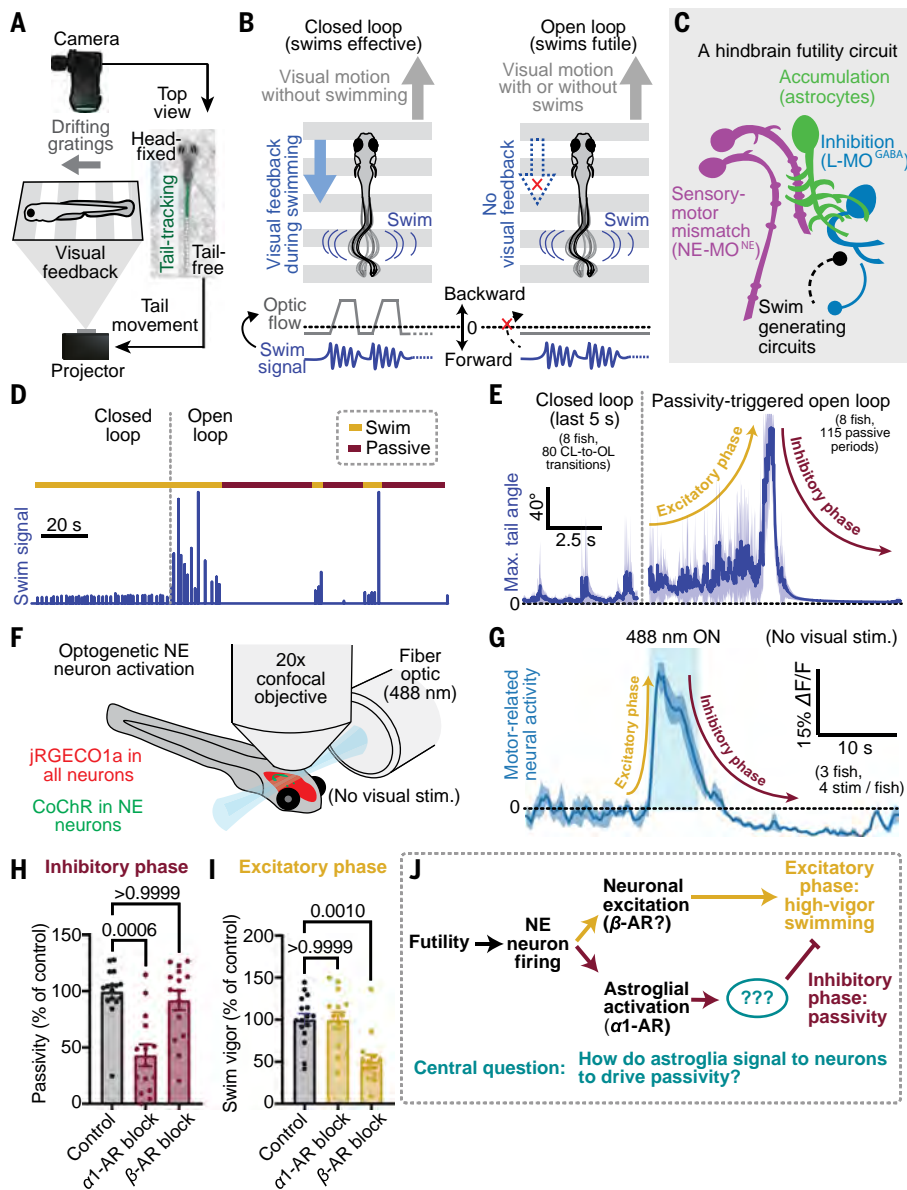 A
Camera
Top
view
Drifting
gratings
Head-
fixed
Tail-tracking
Visual
feedback
Tail-
free
Tail
movement
Projector
B
Closed loop
(swims effective)
Visual motion
without swimming
Visual feedback
during swimming
Swim
Open loop
(swims futile)
Visual motion
with or without
swims
No
visual feedback
x
Swim
Optic
flow
Swim
signal
Backward
0
Forward
x
C
A hindbrain futility circuit
Accumulation
(astrocytes)
Inhibition
(L-MO^GABA)
Sensory-
motor
mismatch
(NE-MO^NE)
Swim
generating
circuits
D
Closed
loop
Open
loop
Swim
Passive
20 s
Swim signal
E
Closed loop
(last 5 s)
(8 fish,
80 CL-to-OL
transitions)
Passivity-triggered open loop
(8 fish,
115 passive
periods)
Excitatory phase
Inhibitory phase
40°
2.5 s
Max. tail angle
0
F
Optogenetic NE
neuron activation
20x
confocal
objective
Fiber
optic
(488 nm)
jRGECO1a in
all neurons
CoChR in NE
neurons
(No visual stim.)
G
488 nm ON
(No visual stim.)
Motor-related
neural activity
Excitatory phase
Inhibitory phase
15% ΔF/F
10 s
(3 fish,
4 stim / fish)
0
H
Inhibitory phase
>0.9999
0.0006
Passivity (% of control)
150
100
50
0
Control
α1-AR block
β-AR block
I
Excitatory phase
0.0010
>0.9999
Swim vigor (% of control)
200
150
100
50
0
Control
α1-AR block
β-AR block
J
Futility
NE
neuron
firing
Neuronal
excitation
(β-AR?)
Excitatory
phase:
high-vigor
swimming
Astroglial
activation
(α1-AR)
???
Inhibitory
phase:
passivity
Central question: How do astroglia signal to neurons
to drive passivity?